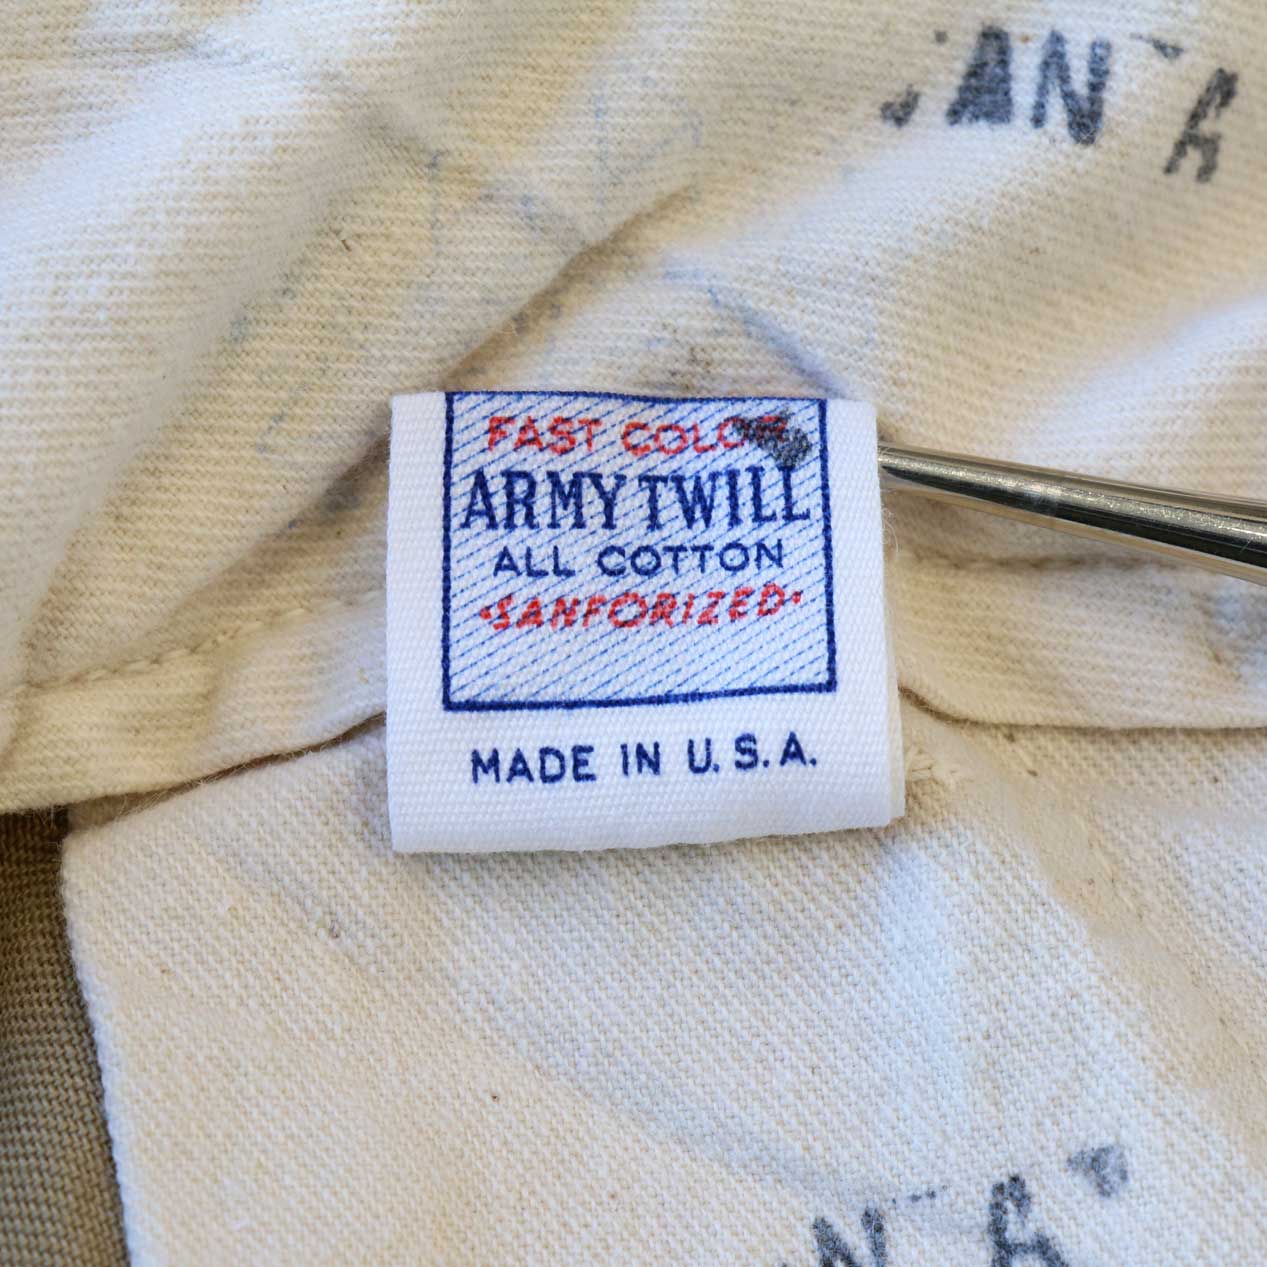 FAST COLOR
ARMY TWILL
ALL COTTON
•SANFORIZED•
MADE IN U.S.A.